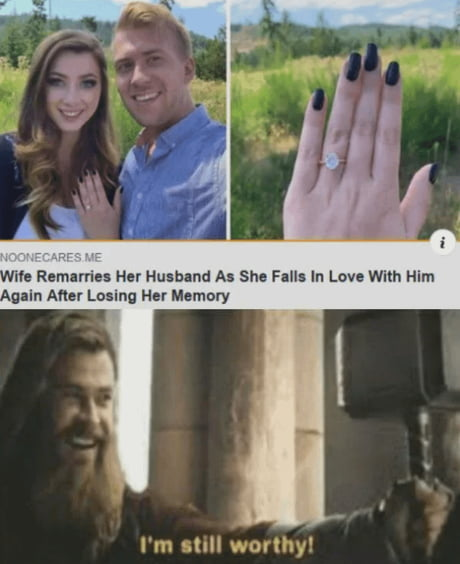 NOONECARES.ME
Wife Remarries Her Husband As She Falls In Love With Him
Again After Losing Her Memory
I'm still worthy!